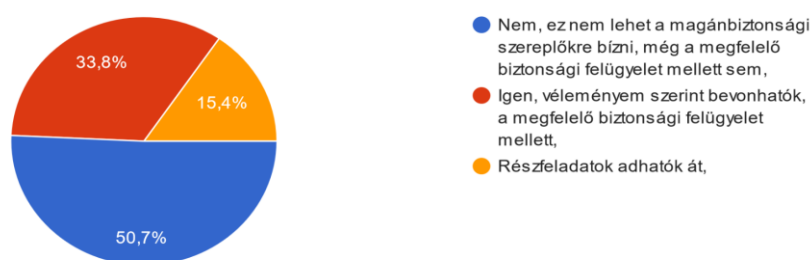 33,8%
15,4%
50,7%
Nem, ez nem lehet a magánbiztonsági
szereplőkre bízni, még a megfelelő
biztonsági felügyelet mellett sem,
Igen, véleményem szerint bevonhatók,
a megfelelő biztonsági felügyelet
mellett,
Részfeladatok adhatók át,